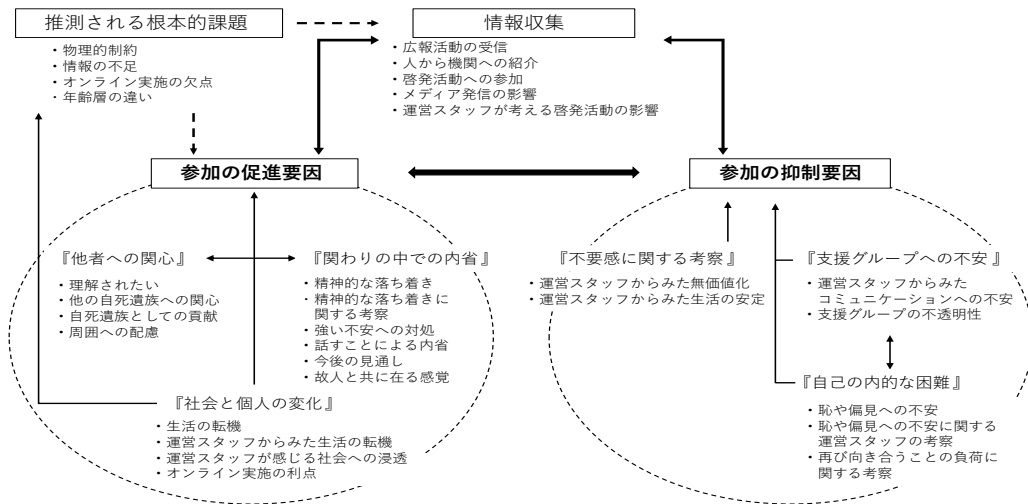 推測される根本的課題
・物理的制約
・情報の不足
・オンライン実施の欠点
・年齢層の違い
情報収集
・広報活動の受信
・人から機関への紹介
・啓発活動への参加
・メディア発信の影響
・運営スタッフが考える啓発活動の影響
参加の促進要因
参加の抑制要因
『他者への関心』
・理解されたい
・他の自死遺族への関心
・自死遺族としての貢献
・周囲への配慮
『関わりの中での内省』
・精神的な落ち着き
・精神的な落ち着きに
関する考察
・強い不安への対処
・話すことによる内省
・今後の見通し
・故人と共に在る感覚
『社会と個人の変化』
・生活の転機
・運営スタッフからみた生活の転機
・運営スタッフが感じる社会への浸透
・オンライン実施の利点
『不要感に関する考察』
・運営スタッフからみた無価値化
・運営スタッフからみた生活の安定
『支援グループへの不安』
・運営スタッフからみた
コミュニケーションへの不安
・支援グループの不透明性
『自己の内的な困難』
・恥や偏見への不安
・恥や偏見への不安に関する
運営スタッフの考察
・再び向き合うことの負荷に
関する考察